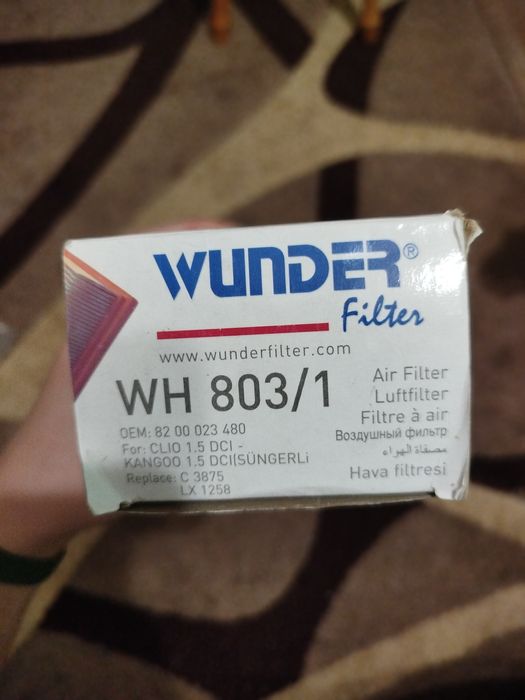 WUNDER®
Filter
www.wunderfilter.com
WH 803/1
OEM: 82 00 023 480
For: CLIO 1.5 DCI -
KANGOO 1.5 DCI(SÜNGERLi
Replace: C 3875
LX 1258
Air Filter
Luftfilter
Filtre à air
Воздушный фильтр
مصفاة الهواء
Hava filtresi